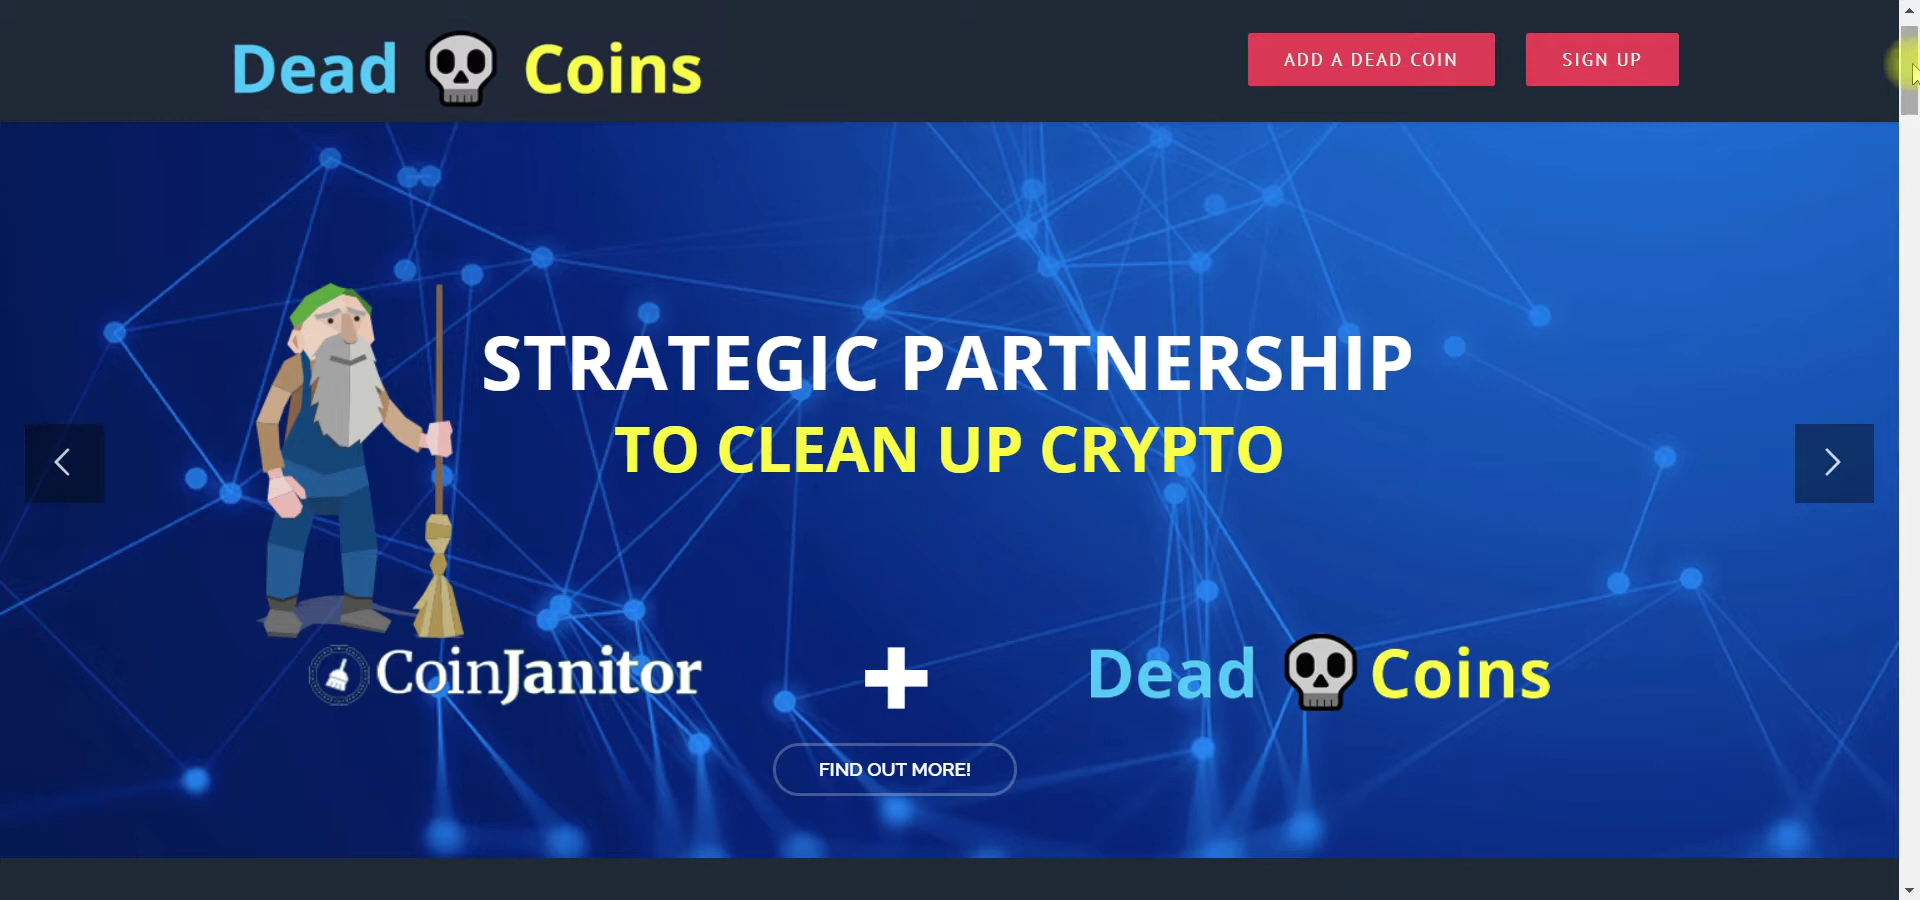 Dead Coins
ADD A DEAD COIN
SIGN UP
STRATEGIC PARTNERSHIP
TO CLEAN UP CRYPTO
CoinJanitor
Dead Coins
FIND OUT MORE!